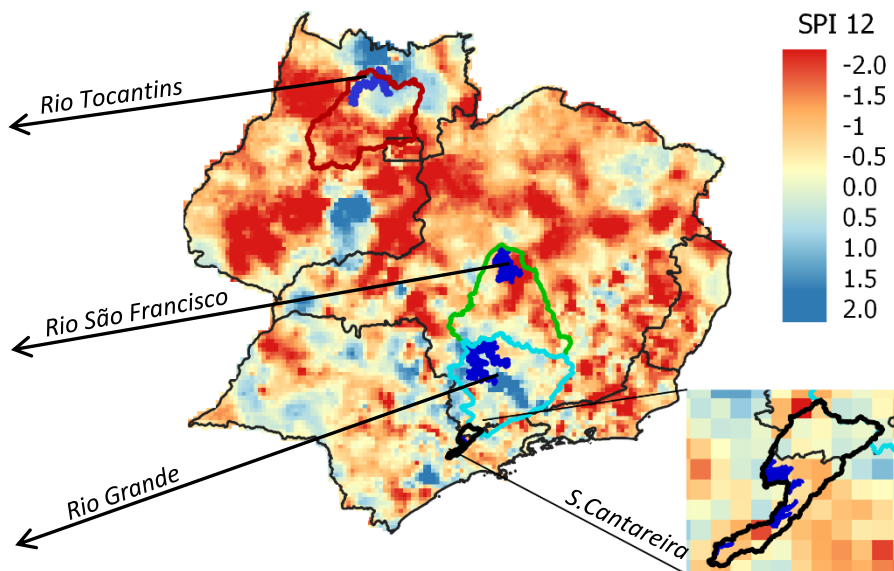 SPI 12
-2.0
-1.5
-1
-0.5
0.0
0.5
1.0
1.5
2.0
Rio Tocantins
Rio São Francisco
Rio Grande
S.Cantareira